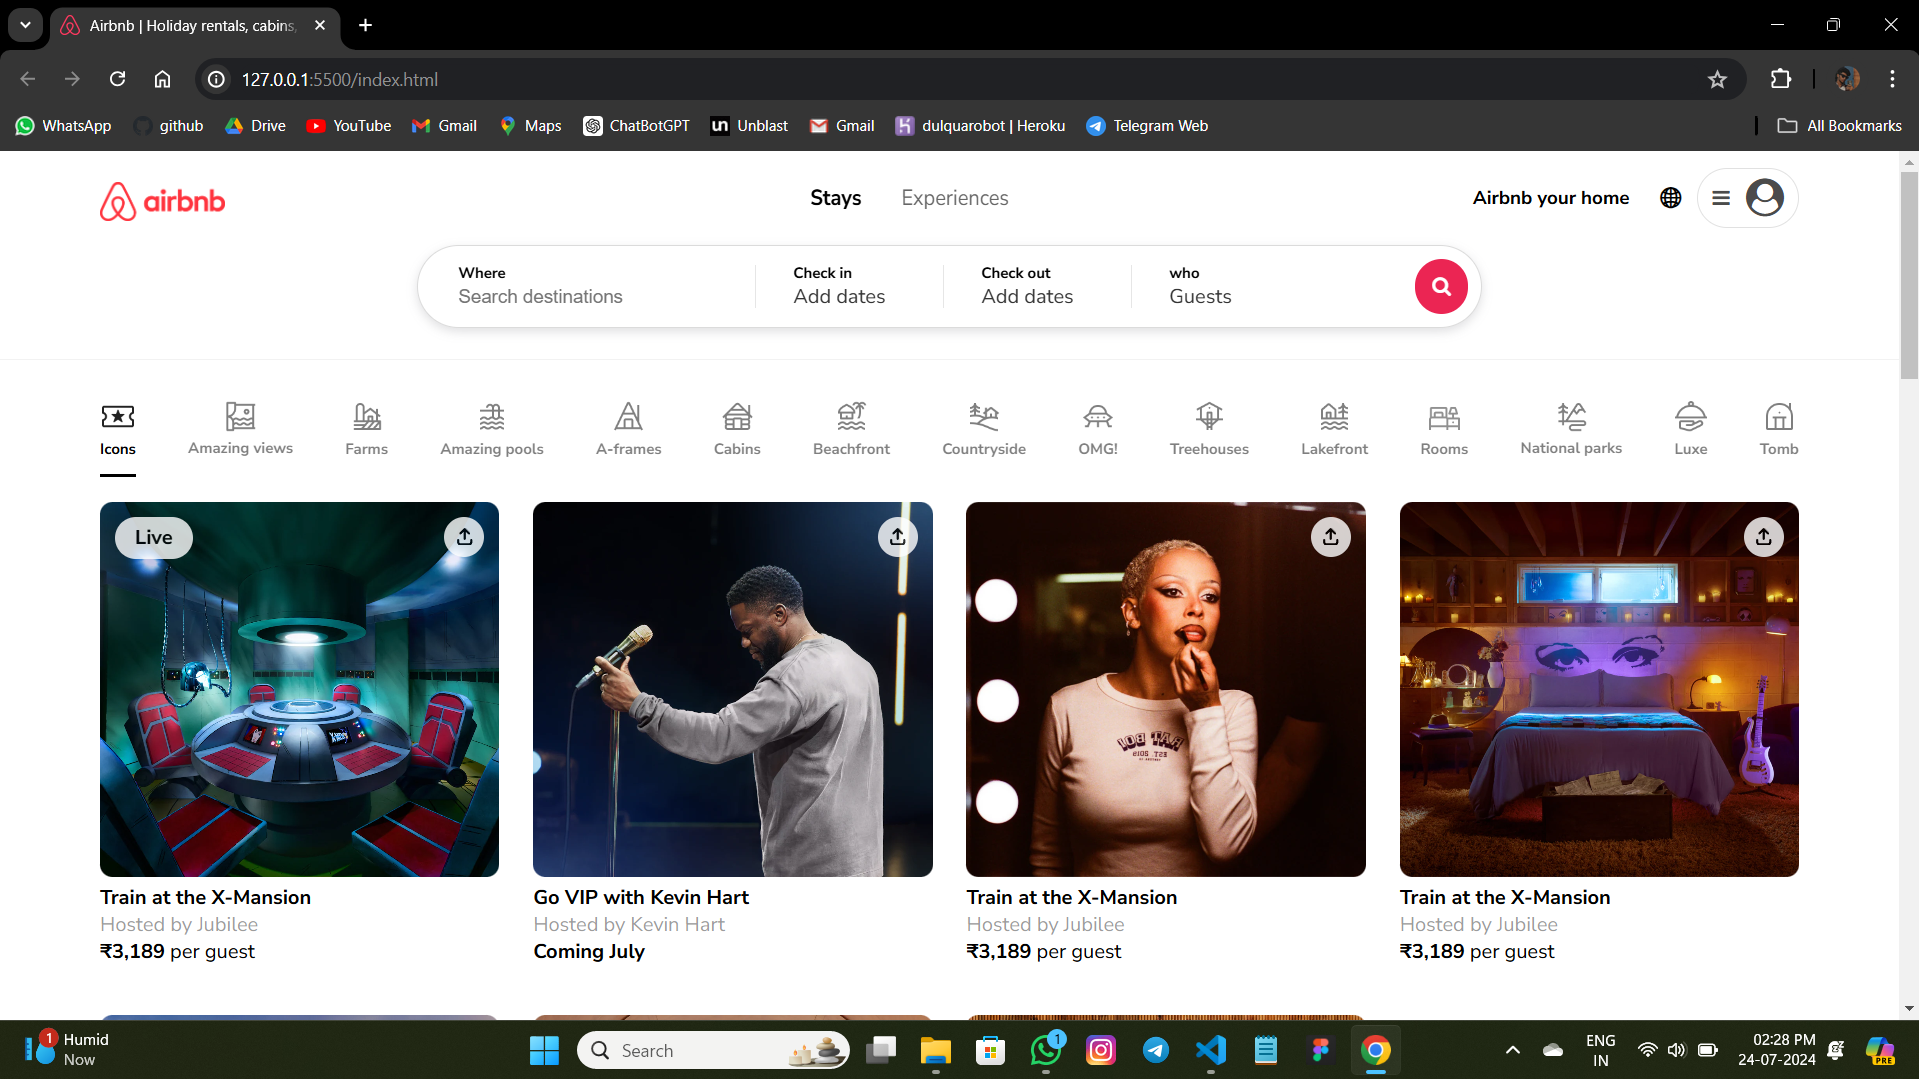 Airbnb | Holiday rentals, cabins,
127.0.0.1:5500/index.html
WhatsApp github Drive YouTube Gmail Maps ChatBotGPT un Unblast Gmail dulquarobot | Heroku Telegram Web All Bookmarks
airbnb Stays Experiences Airbnb your home
Where Check in Check out who
Search destinations Add dates Add dates Guests
Icons Amazing views Farms Amazing pools A-frames Cabins Beachfront Countryside OMG! Treehouses Lakefront Rooms National parks Luxe Tomb
Live
Train at the X-Mansion Go VIP with Kevin Hart Train at the X-Mansion Train at the X-Mansion
Hosted by Jubilee Hosted by Kevin Hart Hosted by Jubilee Hosted by Jubilee
₹3,189 per guest Coming July ₹3,189 per guest ₹3,189 per guest
1 Humid Search 1 ENG 02:28 PM
Now IN 24-07-2024 PRE